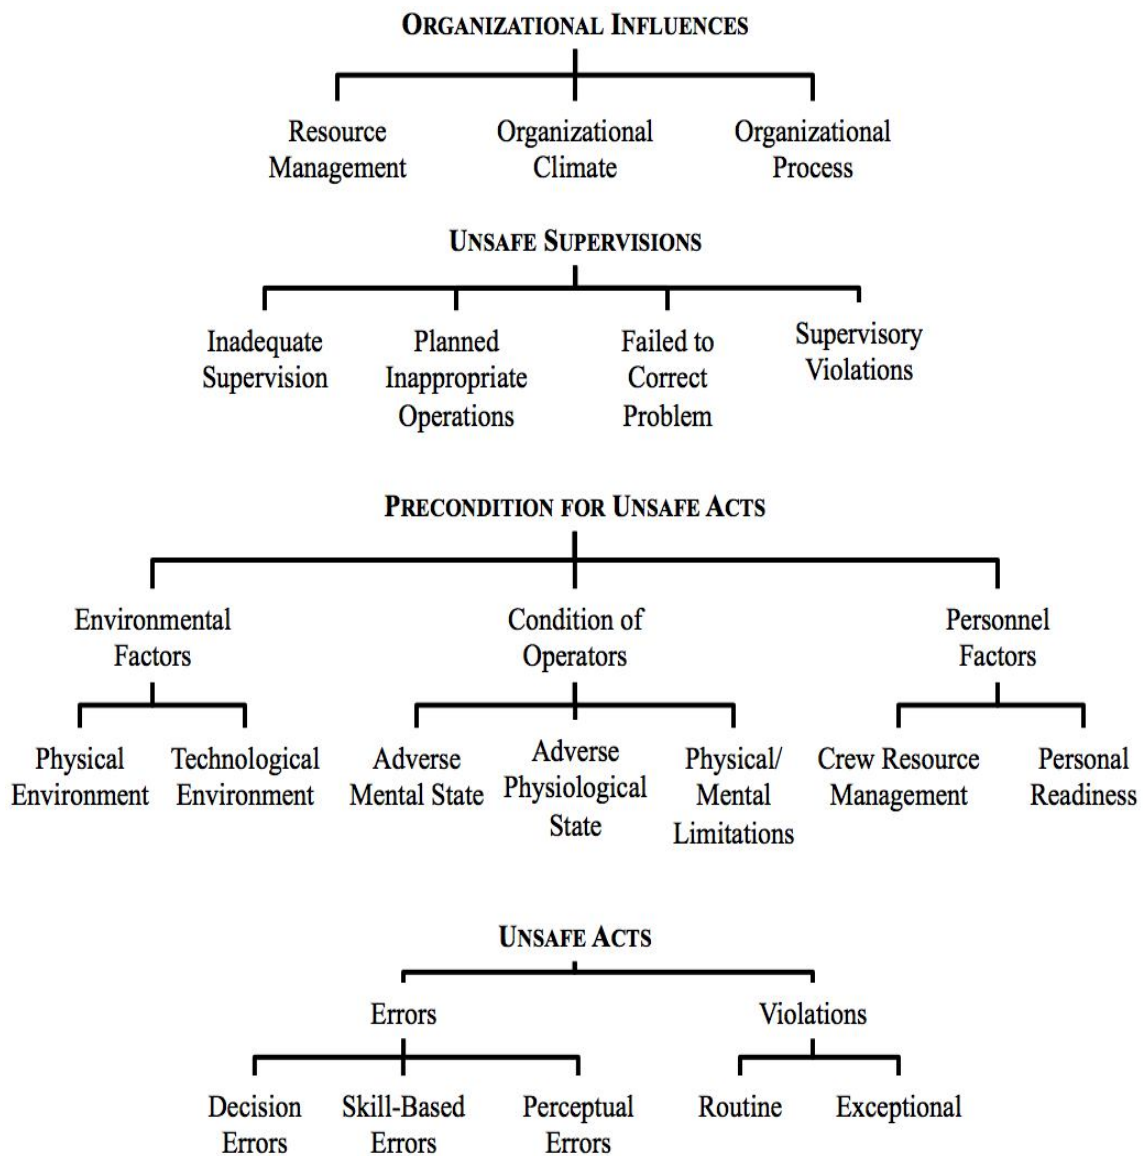 ORGANIZATIONAL INFLUENCES
Resource
Management
Organizational
Climate
Organizational
Process
UNSAFE SUPERVISIONS
Inadequate
Supervision
Planned
Inappropriate
Operations
Failed to
Correct
Problem
Supervisory
Violations
PRECONDITION FOR UNSAFE ACTS
Environmental
Factors
Condition of
Operators
Personnel
Factors
Physical
Environment
Technological
Environment
Adverse
Mental State
Adverse
Physiological
State
Physical/
Mental
Limitations
Crew Resource
Management
Personal
Readiness
UNSAFE ACTS
Errors
Violations
Decision
Errors
Skill-Based
Errors
Perceptual
Errors
Routine
Exceptional